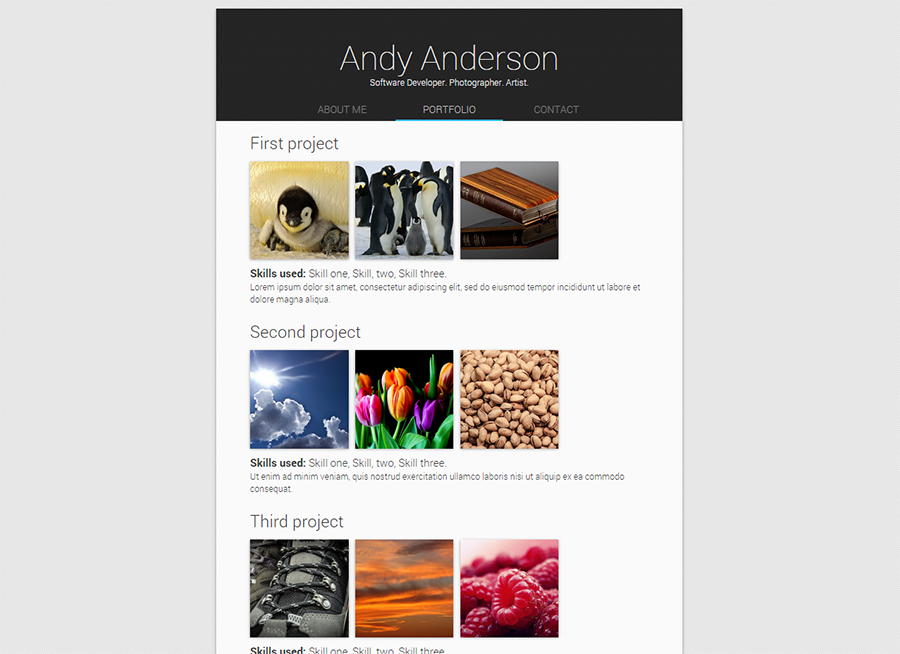 Andy Anderson
Software Developer. Photographer. Artist.
ABOUT ME PORTFOLIO CONTACT
First project
Skills used: Skill one, Skill, two, Skill three.
Lorem ipsum dolor sit amet, consectetur adipiscing elit, sed do eiusmod tempor incididunt ut labore et
dolore magna aliqua.
Second project
Skills used: Skill one, Skill, two, Skill three.
Ut enim ad minim veniam, quis nostrud exercitation ullamco laboris nisi ut aliquip ex ea commodo
consequat.
Third project
Skills used: Skill one, Skill, two, Skill three.